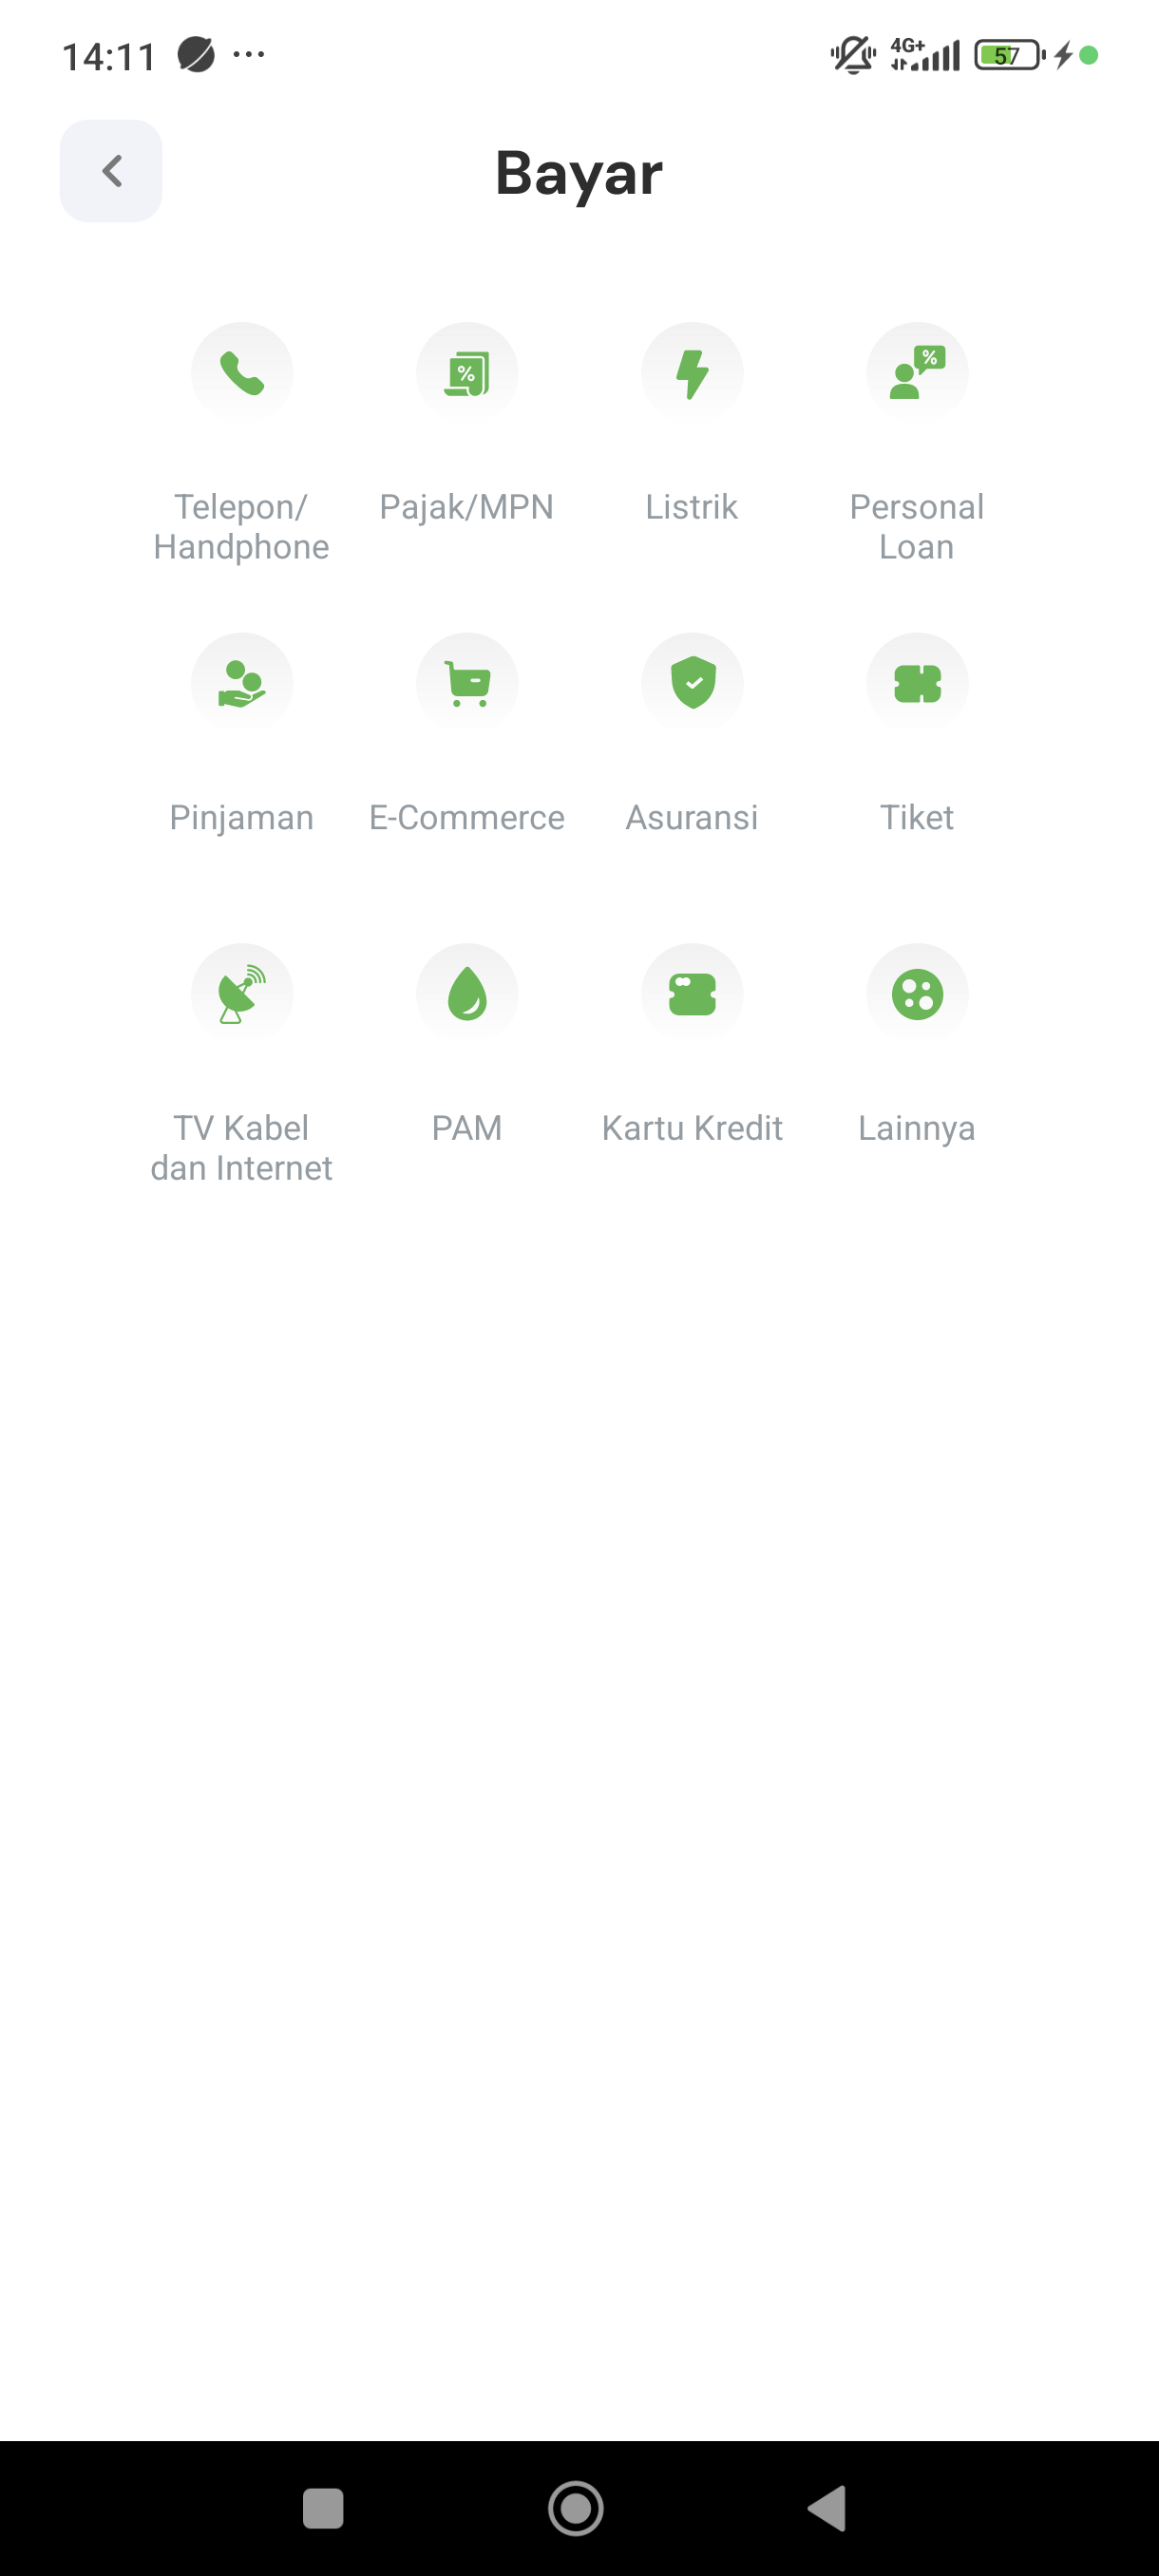 14:11
4G+
57
Bayar
Telepon/
Handphone
Pajak/MPN
Listrik
Personal
Loan
Pinjaman
E-Commerce
Asuransi
Tiket
TV Kabel
dan Internet
PAM
Kartu Kredit
Lainnya